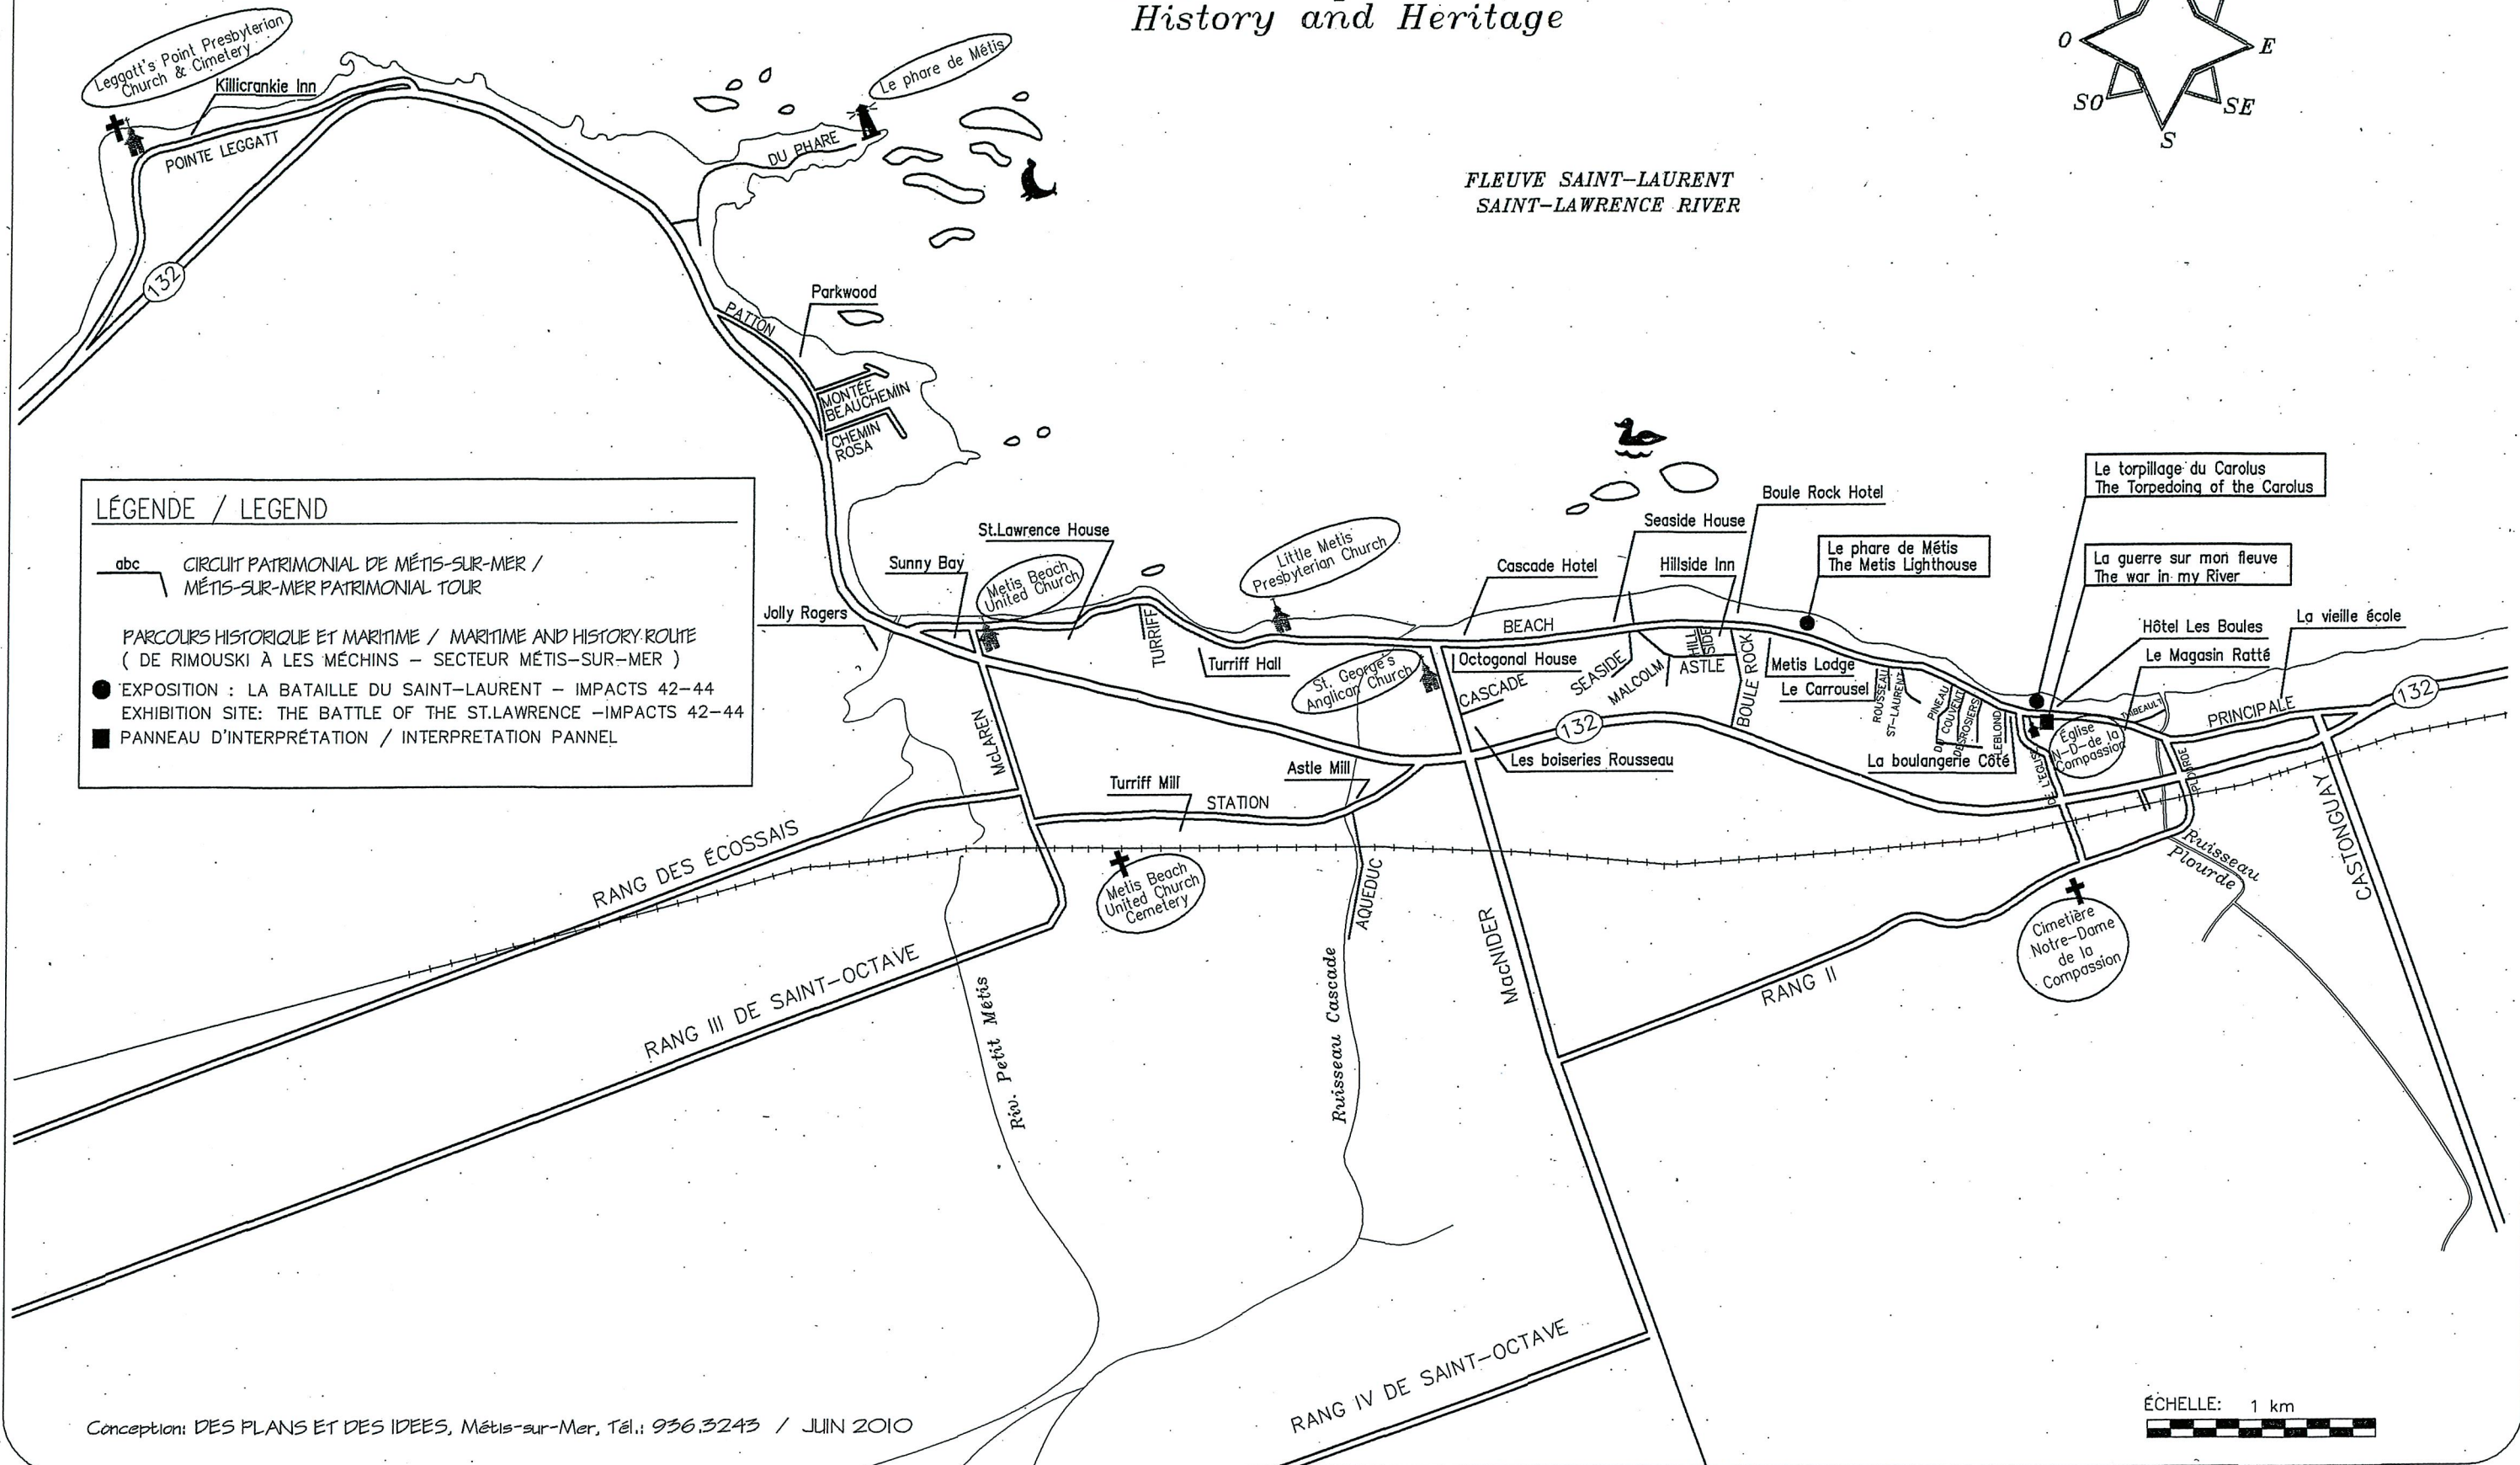 History and Heritage
O
E
SO
SE
S
Leggatt's Point Presbyterian
Church & Cimetery
Killicrankie Inn
POINTE LEGGATT
132
Le phare de Métis
DU PHARE
FLEUVE SAINT-LAURENT
SAINT-LAWRENCE RIVER
PATTON
Parkwood
MONTÉE
BEAUCHEMIN
CHEMIN
ROSA
LÉGENDE / LEGEND
abc
CIRCUIT PATRIMONIAL DE MÉTIS-SUR-MER /
MÉTIS-SUR-MER PATRIMONIAL TOUR
PARCOURS HISTORIQUE ET MARITIME / MARITIME AND HISTORY ROUTE
( DE RIMOUSKI À LES MÉCHINS - SECTEUR MÉTIS-SUR-MER )
EXPOSITION : LA BATAILLE DU SAINT-LAURENT - IMPACTS 42-44
EXHIBITION SITE: THE BATTLE OF THE ST.LAWRENCE -IMPACTS 42-44
PANNEAU D'INTERPRÉTATION / INTERPRETATION PANNEL
Jolly Rogers
Sunny Bay
St.Lawrence House
Metis Beach
United Church
TURRIFF
Turriff Hall
Little Metis
Presbyterian Church
St. George's
Anglican Church
Cascade Hotel
BEACH
Octogonal House
CASCADE
Seaside House
SEASIDE
MALCOLM
Hillside Inn
HILL
SIDE
ASTLE
Boule Rock Hotel
BOULE ROCK
Metis Lodge
Le Carrousel
Le phare de Métis
The Metis Lighthouse
ROUSSEAU
ST-LAURENT
PINEAU
DU COUVENT
DESROSIERS
LEBLOND
La boulangerie Côté
Le torpillage du Carolus
The Torpedoing of the Carolus
La guerre sur mon fleuve
The war in my River
Hôtel Les Boules
Le Magasin Ratté
La vieille école
Église
N-D-de la
Compassion
DE L'ÉGLISE
THIBEAULT
PLOURDE
PRINCIPALE
132
132
Les boiseries Rousseau
McLAREN
Turriff Mill
STATION
Astle Mill
RANG DES ÉCOSSAIS
RANG III DE SAINT-OCTAVE
Metis Beach
United Church
Cemetery
AQUEDUC
Riv. Petit Métis
Ruisseau Cascade
MacNIDER
RANG II
Cimetière
Notre-Dame
de la
Compassion
Ruisseau
Plourde
CASTONGUAY
RANG IV DE SAINT-OCTAVE
Conception: DES PLANS ET DES IDEES, Métis-sur-Mer, Tél.: 936.3243 / JUIN 2010
ÉCHELLE: 1 km